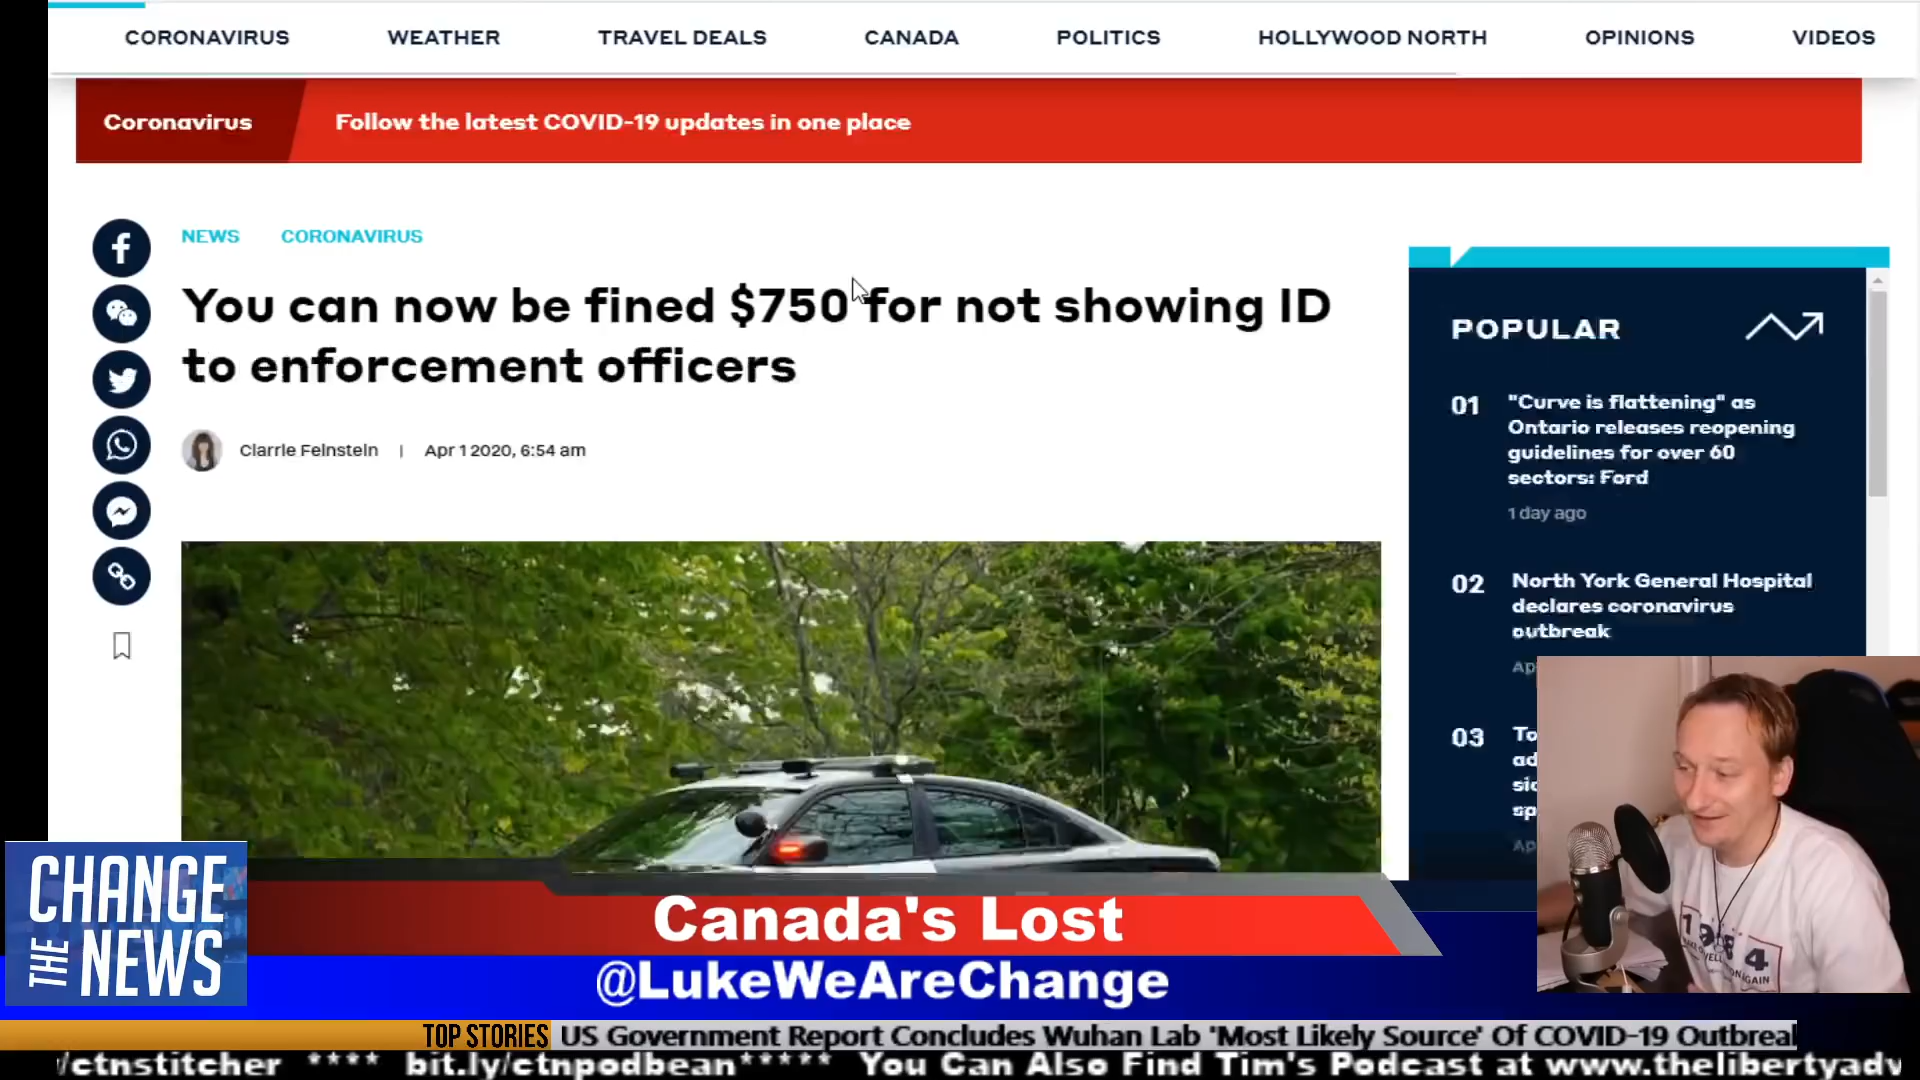 CORONAVIRUS WEATHER TRAVEL DEALS CANADA POLITICS HOLLYWOOD NORTH OPINIONS VIDEOS
Coronavirus Follow the latest COVID-19 updates in one place
NEWS CORONAVIRUS
You can now be fined $750 for not showing ID
to enforcement officers
Clarrie Feinstein | Apr 1 2020, 6:54 am
POPULAR
01 "Curve is flattening" as
Ontario releases reopening
guidelines for over 60
sectors: Ford
1 day ago
02 North York General Hospital
declares coronavirus
outbreak
03
1984
CHANGE
THE NEWS
Canada's Lost
@LukeWeAreChange
TOP STORIES US Government Report Concludes Wuhan Lab 'Most Likely Source' Of COVID-19 Outbreak
/ctnstitcher **** bit.ly/ctnpodbean***** You Can Also Find Tim's Podcast at www.thelibertyadv